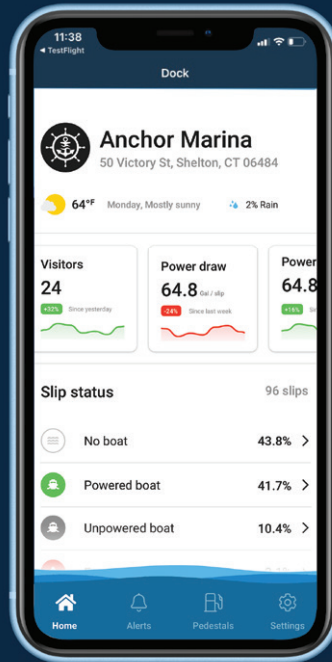 11:38
◀ TestFlight
Dock
Anchor Marina
50 Victory St, Shelton, CT 06484
64°F Monday, Mostly sunny 2% Rain
Visitors
24
+33% Since yesterday
Power draw
64.8 Gal / slip
-24% Since last week
Power
64.8
+16%
Slip status 96 slips
No boat 43.8% >
Powered boat 41.7% >
Unpowered boat 10.4% >
Home Alerts Pedestals Settings